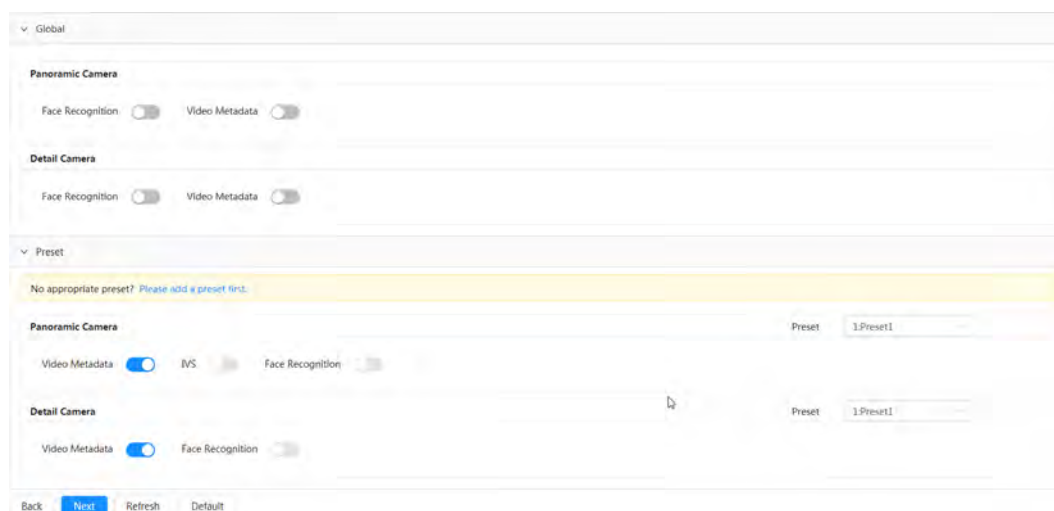 Global
Panoramic Camera
Face Recognition Video Metadata
Detail Camera
Face Recognition Video Metadata
Preset
No appropriate preset? Please add a preset first.
Panoramic Camera Preset 1:Preset1
Video Metadata IVS Face Recognition
Detail Camera Preset 1:Preset1
Video Metadata Face Recognition
Back Next Refresh Default